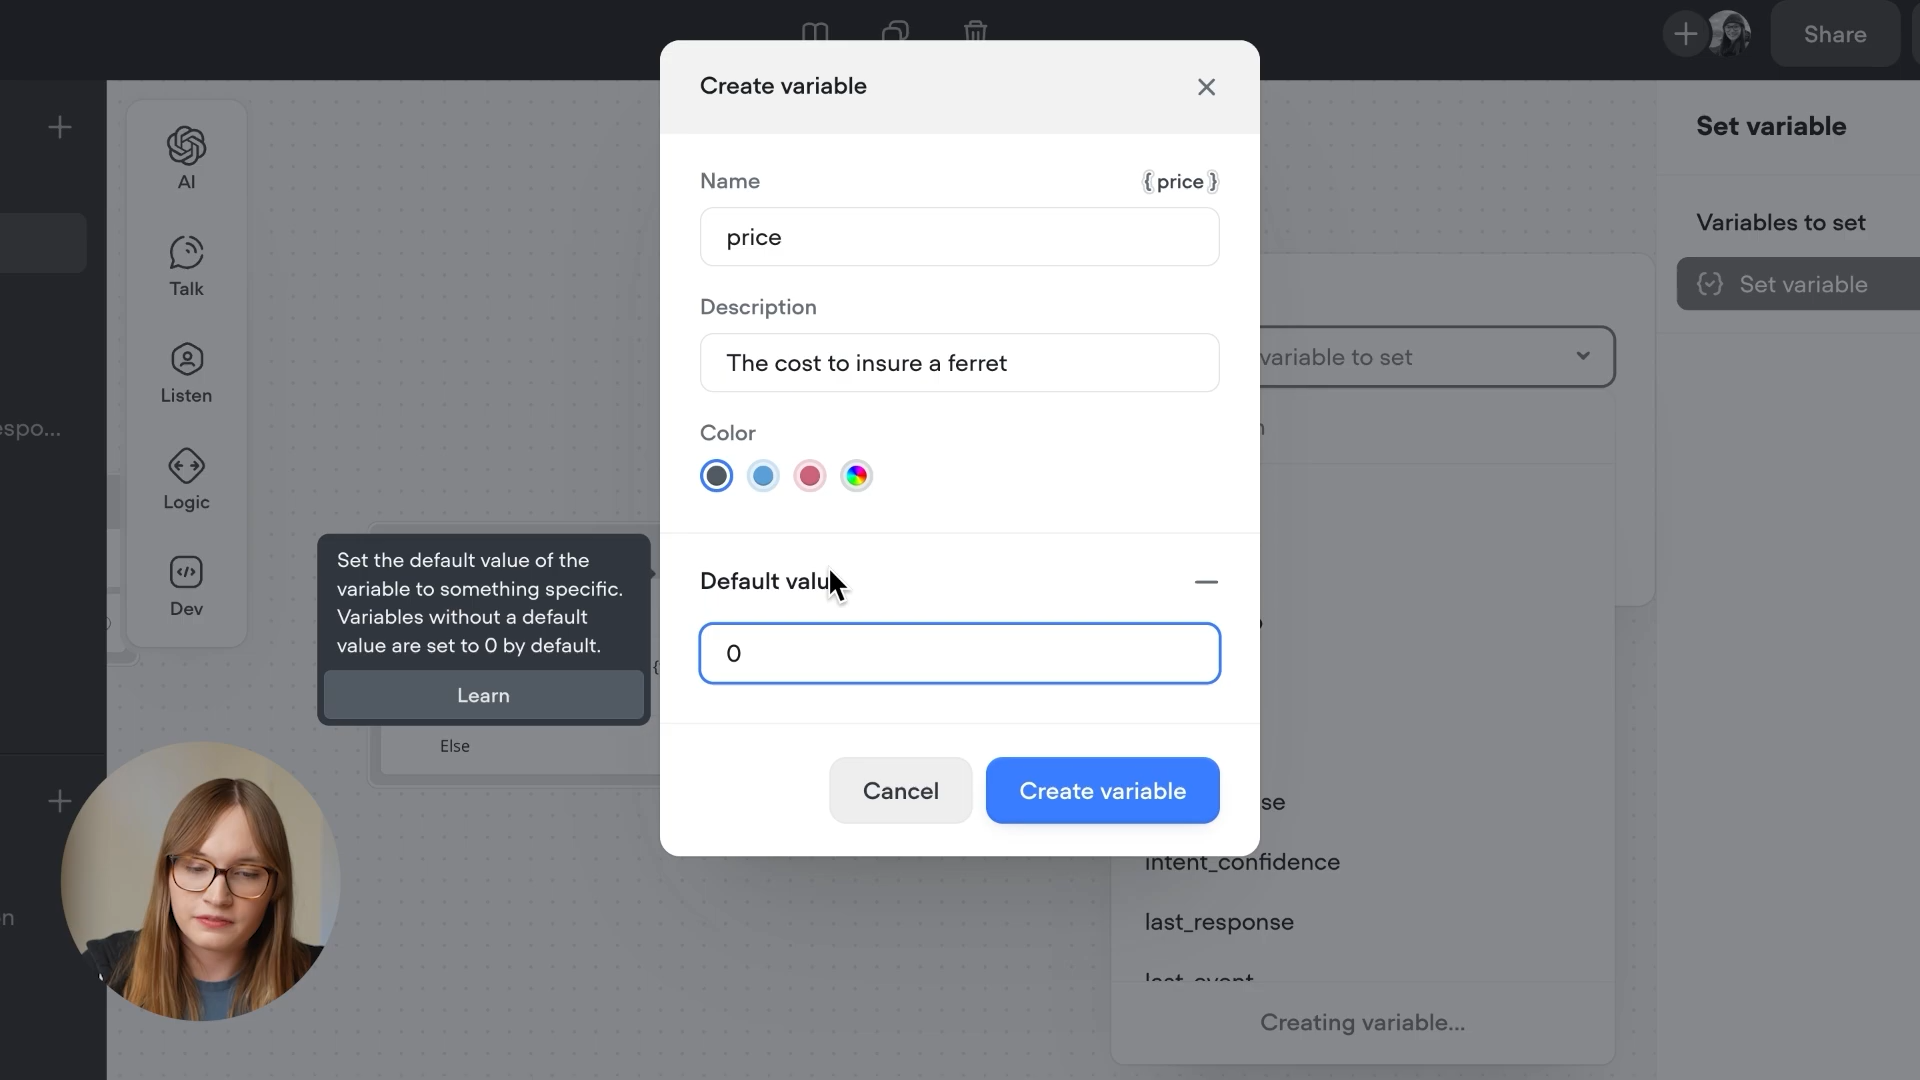 Share
Create variable
Set variable
AI
Name
{price}
price
Variables to set
Talk
Set variable
Description
The cost to insure a ferret
variable to set
Listen
espo...
Color
Logic
Set the default value of the
variable to something specific.
Variables without a default
value are set to 0 by default.
Learn
Default valu
Dev
0
Else
Cancel
Create variable
se
intent_confidence
last_response
last_event
Creating variable...